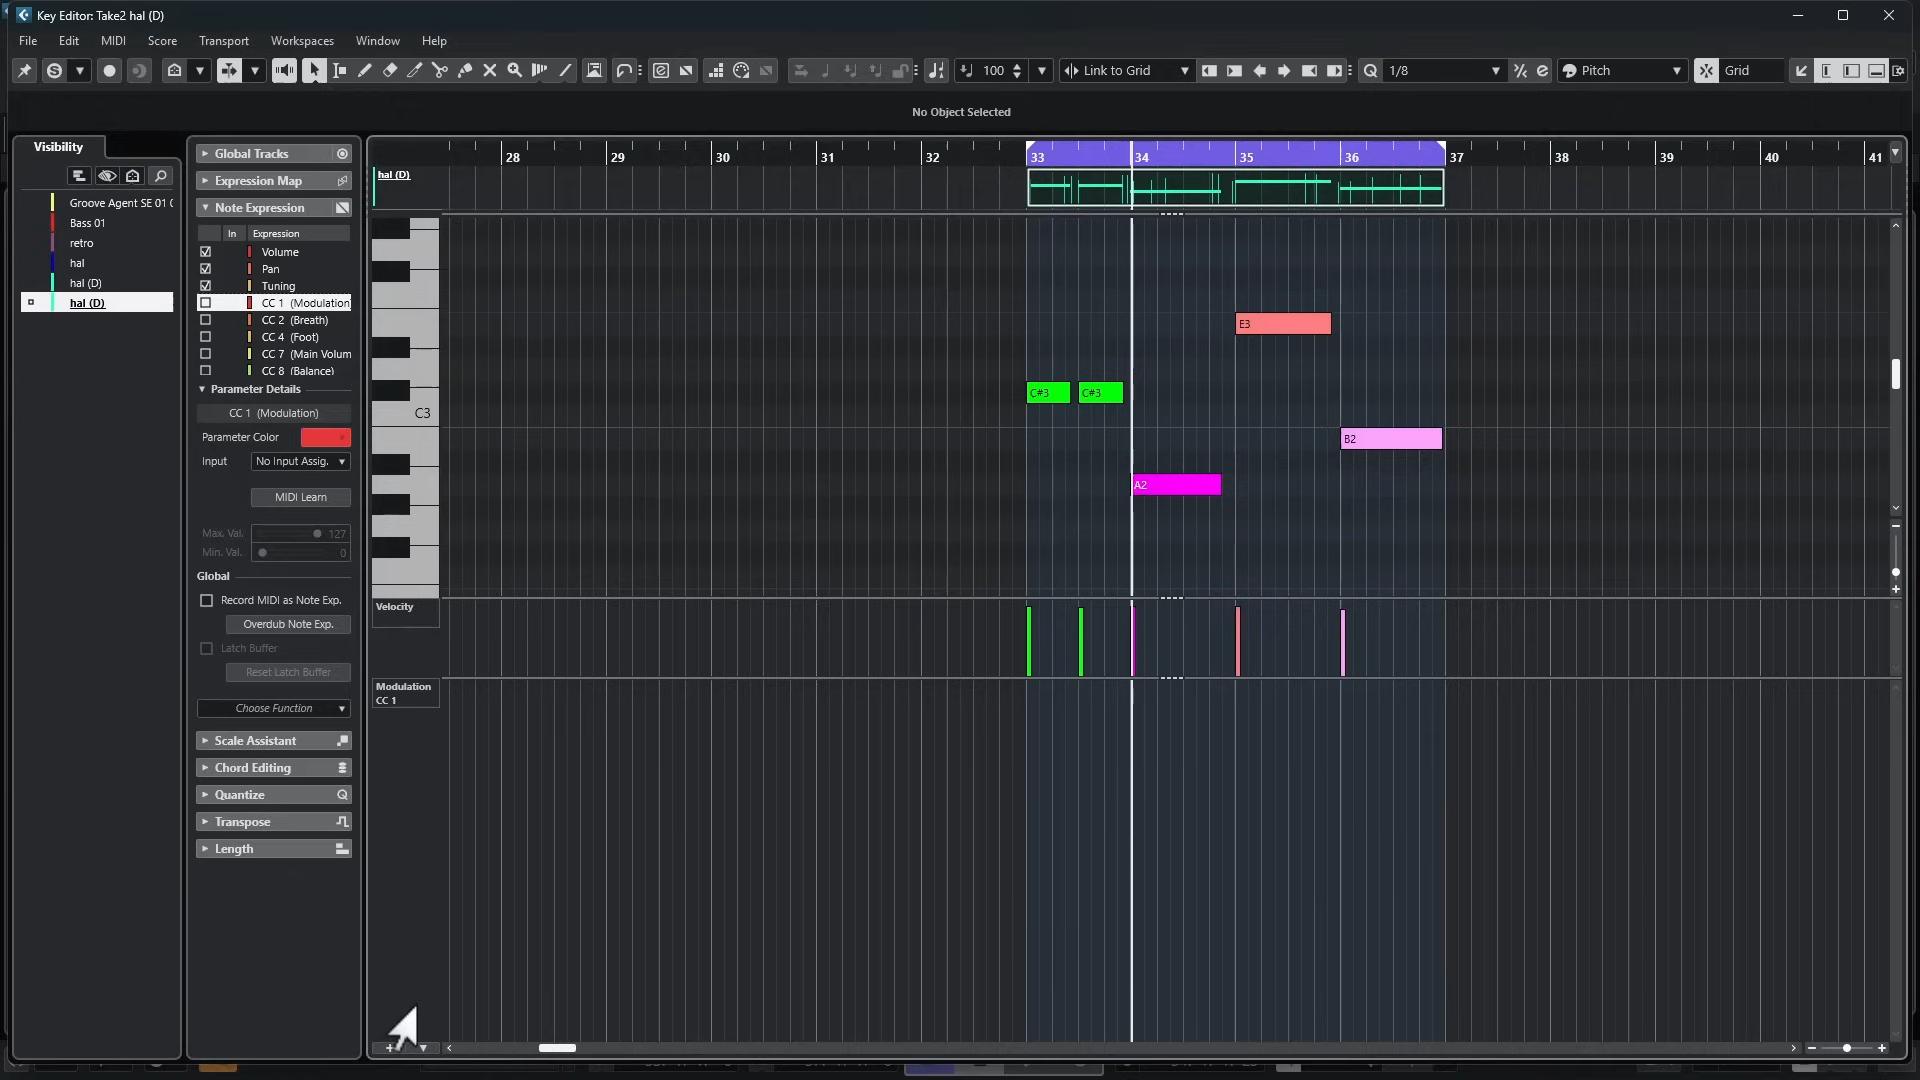 Key Editor: Take2 hal (D)
File Edit MIDI Score Transport Workspaces Window Help
100 Link to Grid 1/8 Pitch Grid
No Object Selected
Visibility
Groove Agent SE 01
Bass 01
retro
hal
hal (D)
hal (D)
Global Tracks
Expression Map
Note Expression
In Expression
Volume
Pan
Tuning
CC 1 (Modulation)
CC 2 (Breath)
CC 4 (Foot)
CC 7 (Main Volum
CC 8 (Balance)
Parameter Details
CC 1 (Modulation)
Parameter Color
Input No Input Assig.
MIDI Learn
Max. Val. 127
Min. Val. 0
Global
Record MIDI as Note Exp.
Overdub Note Exp.
Latch Buffer
Reset Latch Buffer
Choose Function
Scale Assistant
Chord Editing
Quantize
Transpose
Length
28 29 30 31 32 33 34 35 36 37 38 39 40 41
hal (D)
E3
C#3 C#3
C3
B2
A2
Velocity
Modulation
CC 1